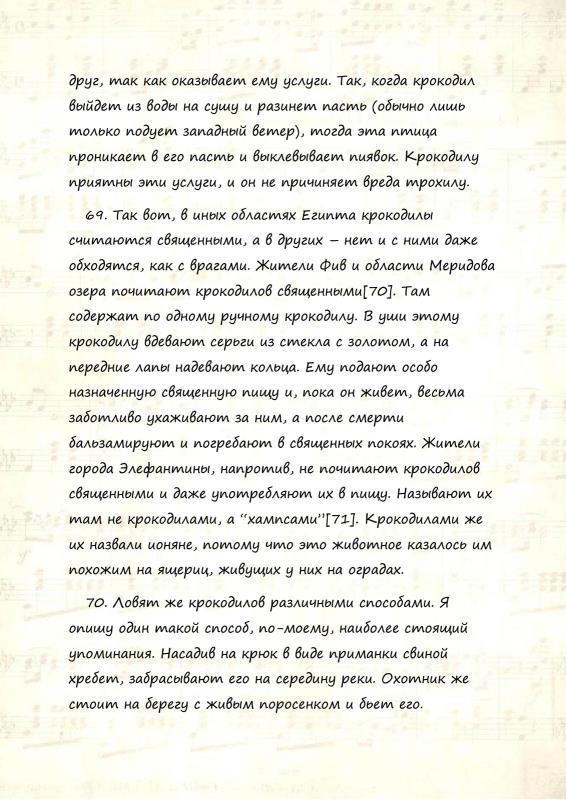 друг, так как оказывает ему услуги. Так, когда крокодил
выйдет из воды на сушу и разинет пасть (обычно лишь
только подует западный ветер), тогда эта птица
проникает в его пасть и выклевывает пиявок. Крокодилу
приятны эти услуги, и он не причиняет вреда трохилу.
69. Так вот, в иных областях Египта крокодилы
считаются священными, а в других – нет и с ними даже
обходятся, как с врагами. Жители Фив и области Меридова
озера почитают крокодилов священными[70]. Там
содержат по одному ручному крокодилу. В уши этому
крокодилу вдевают серьги из стекла с золотом, а на
передние лапы надевают кольца. Ему подают особо
назначенную священную пищу и, пока он живет, весьма
заботливо ухаживают за ним, а после смерти
бальзамируют и погребают в священных покоях. Жители
города Элефантины, напротив, не почитают крокодилов
священными и даже употребляют их в пищу. Называют их
там не крокодилами, а “хампсами”[71]. Крокодилами же
их назвали ионяне, потому что это животное казалось им
похожим на ящериц, живущих у них на оградах.
70. Ловят же крокодилов различными способами. Я
опишу один такой способ, по-моему, наиболее стоящий
упоминания. Насадив на крюк в виде приманки свиной
хребет, забрасывают его на середину реки. Охотник же
стоит на берегу с живым поросенком и бьет его.